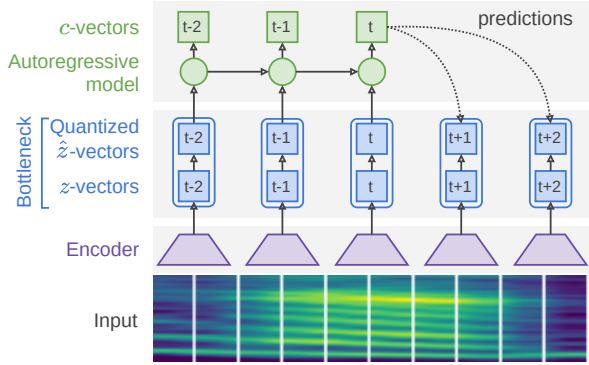 c-vectors
t-2
t-1
t
predictions
Autoregressive
model
Bottleneck
Quantized
ẑ-vectors
t-2
t-1
t
t+1
t+2
z-vectors
t-2
t-1
t
t+1
t+2
Encoder
Input